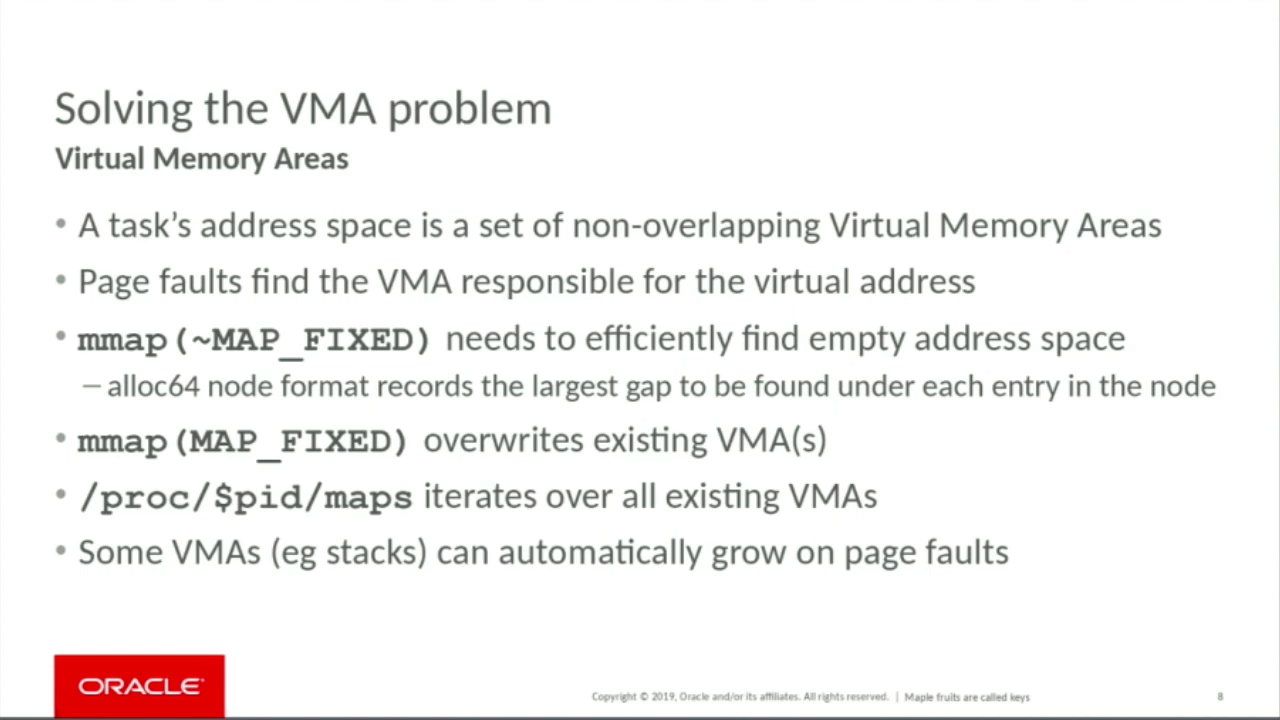 Solving the VMA problem
Virtual Memory Areas
• A task’s address space is a set of non-overlapping Virtual Memory Areas
• Page faults find the VMA responsible for the virtual address
• mmap(~MAP_FIXED) needs to efficiently find empty address space
– alloc64 node format records the largest gap to be found under each entry in the node
• mmap(MAP_FIXED) overwrites existing VMA(s)
• /proc/$pid/maps iterates over all existing VMAs
• Some VMAs (eg stacks) can automatically grow on page faults
ORACLE
Copyright © 2019, Oracle and/or its affiliates. All rights reserved. | Maple fruits are called keys 8